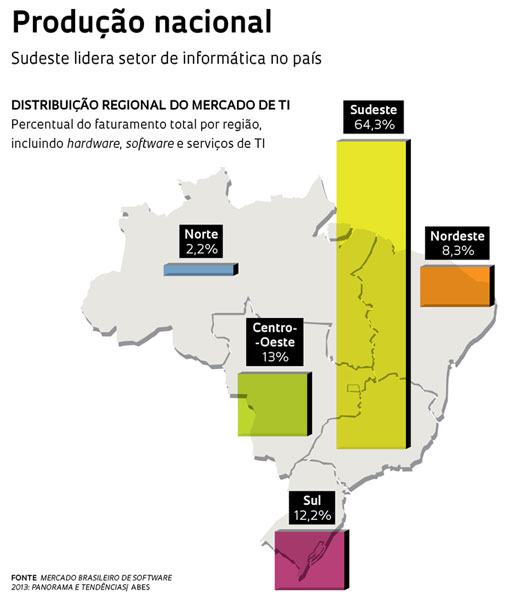 Produção nacional
Sudeste lidera setor de informática no país
DISTRIBUIÇÃO REGIONAL DO MERCADO DE TI
Percentual do faturamento total por região,
incluindo hardware, software e serviços de TI
Sudeste
64,3%
Norte
2,2%
Nordeste
8,3%
Centro-
-Oeste
13%
Sul
12,2%
FONTE MERCADO BRASILEIRO DE SOFTWARE
2013: PANORAMA E TENDÊNCIAS/ ABES